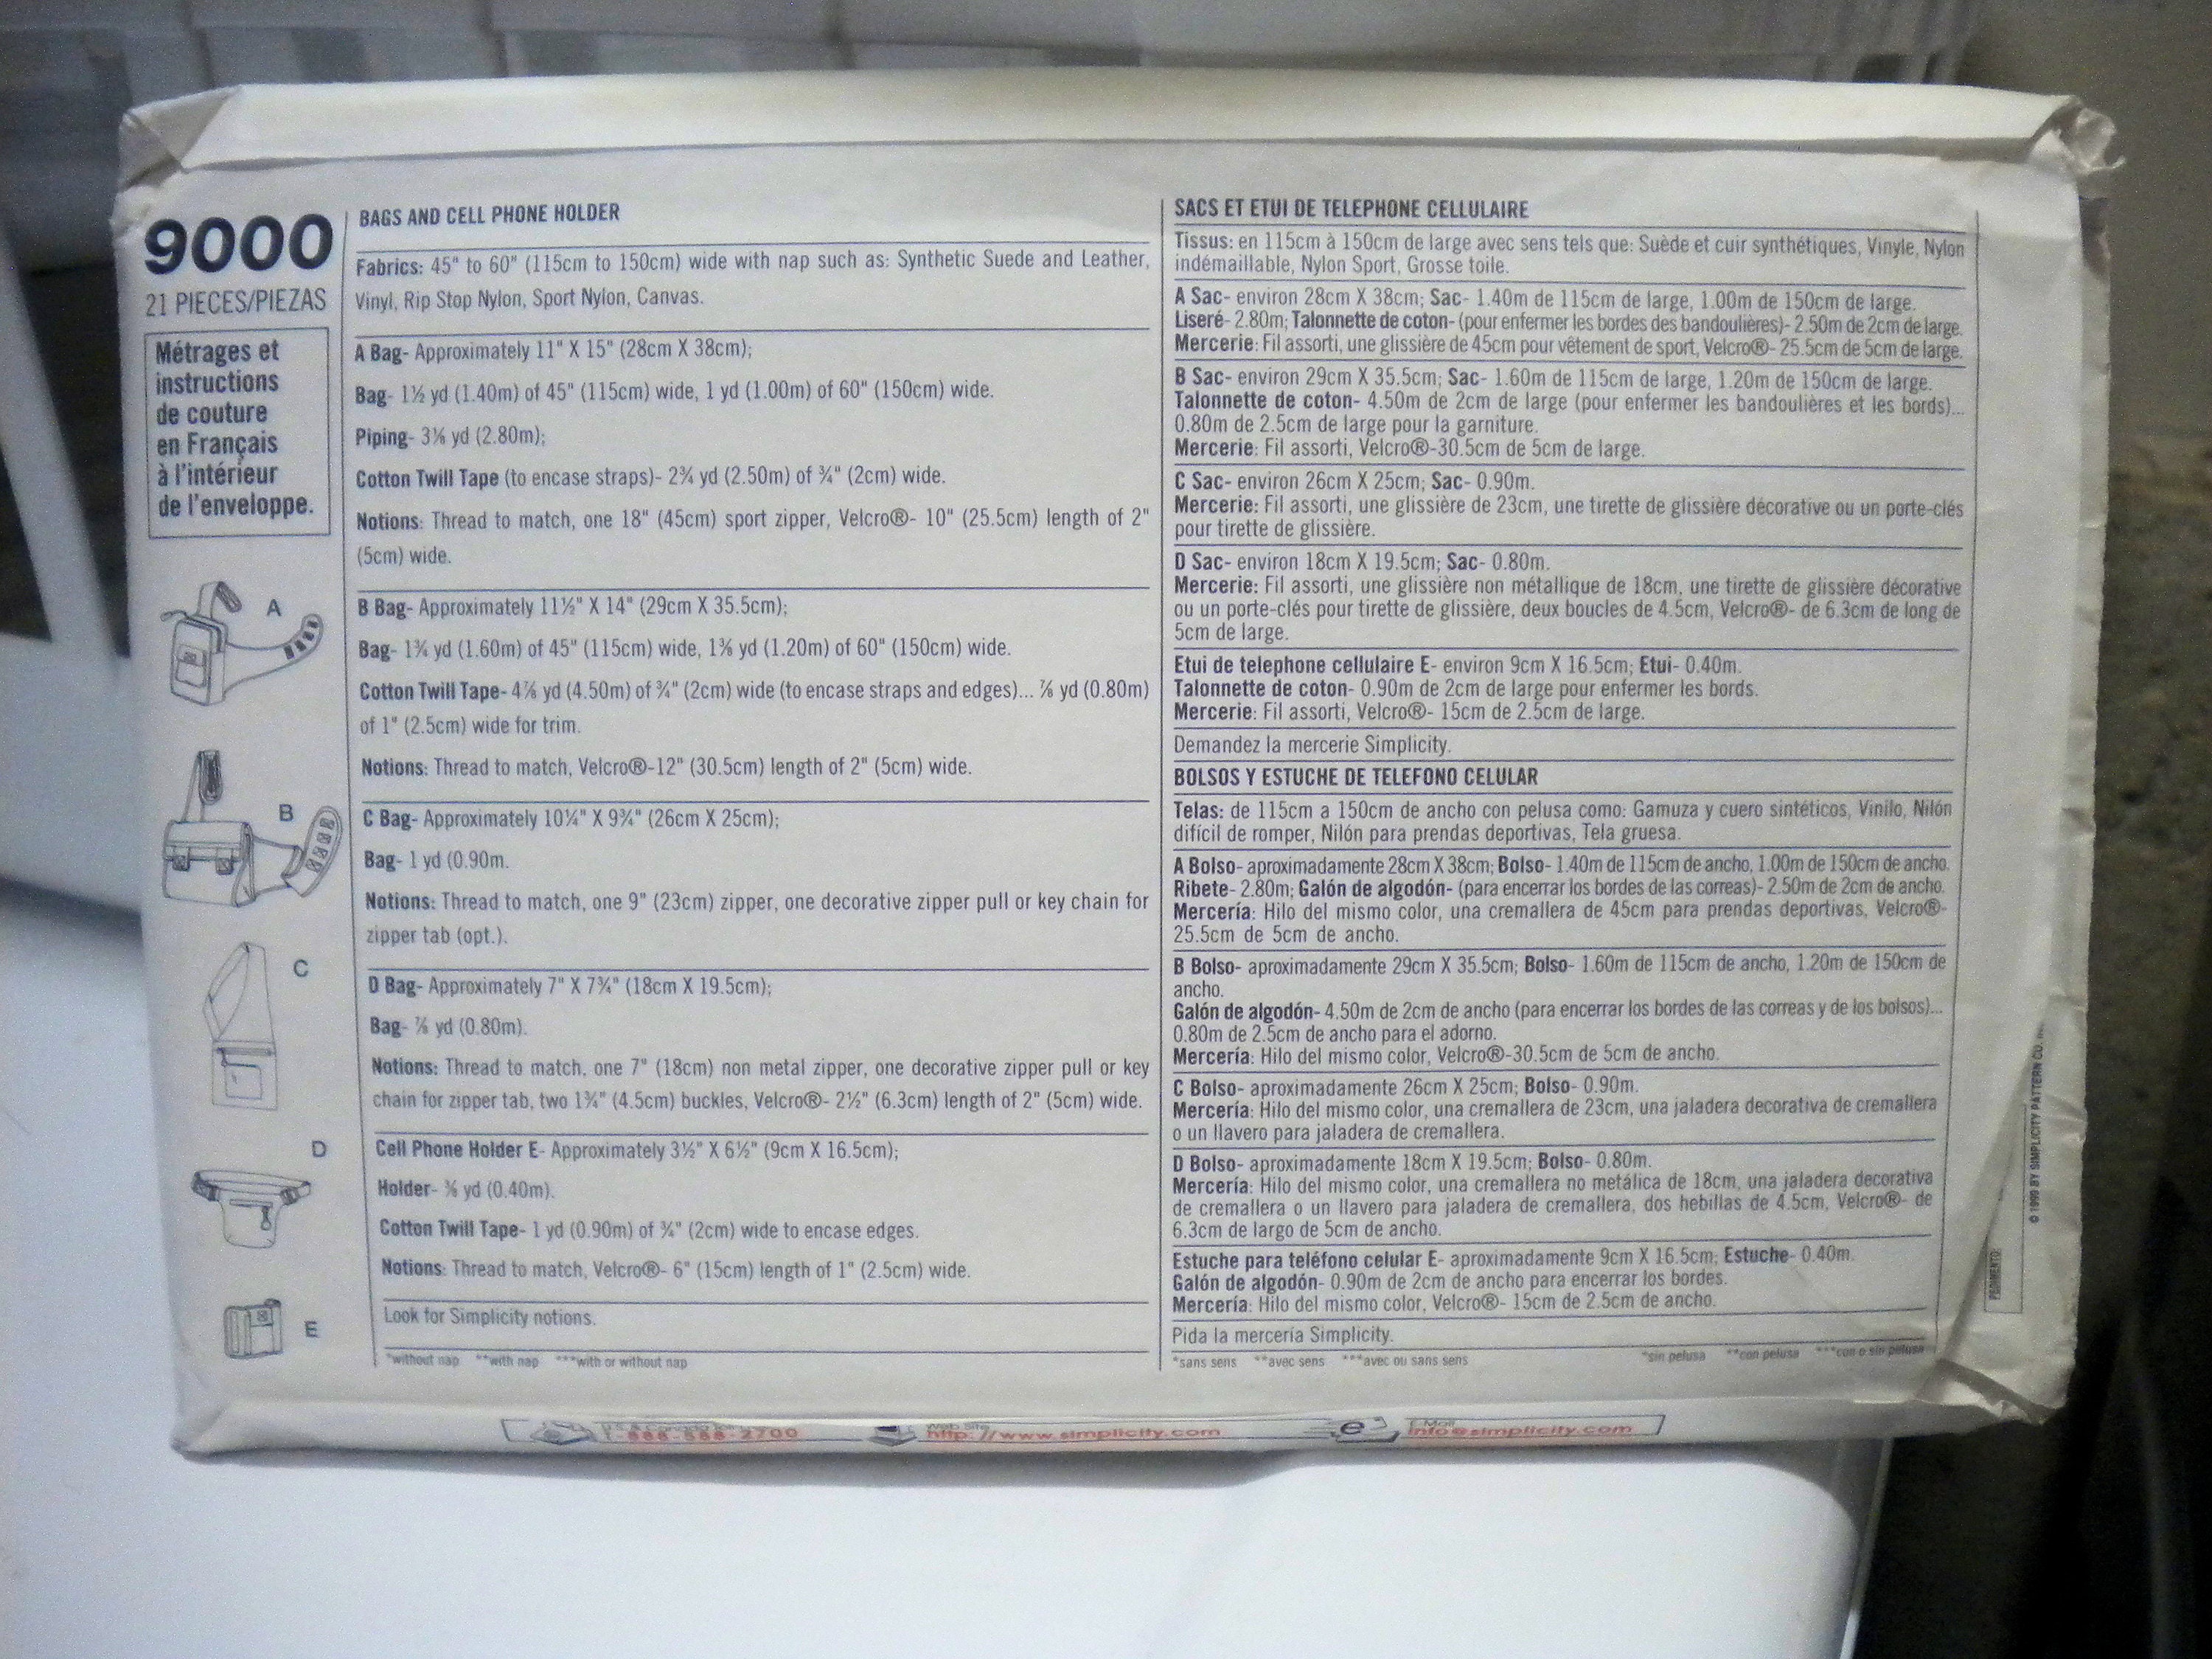 9000
21 PIECES/PIEZAS
Métrages et
instructions
de couture
en Français
à l'intérieur
de l'enveloppe.
A
B
C
D
E
BAGS AND CELL PHONE HOLDER
Fabrics: 45" to 60" (115cm to 150cm) wide with nap such as: Synthetic Suede and Leather,
Vinyl, Rip Stop Nylon, Sport Nylon, Canvas.
A Bag- Approximately 11" X 15" (28cm X 38cm);
Bag- 1½ yd (1.40m) of 45" (115cm) wide, 1 yd (1.00m) of 60" (150cm) wide.
Piping- 3⅛ yd (2.80m);
Cotton Twill Tape (to encase straps)- 2¾ yd (2.50m) of ¾" (2cm) wide.
Notions: Thread to match, one 18" (45cm) sport zipper, Velcro®- 10" (25.5cm) length of 2"
(5cm) wide.
B Bag- Approximately 11½" X 14" (29cm X 35.5cm);
Bag- 1¾ yd (1.60m) of 45" (115cm) wide, 1⅜ yd (1.20m) of 60" (150cm) wide.
Cotton Twill Tape- 4⅞ yd (4.50m) of ¾" (2cm) wide (to encase straps and edges)... ⅞ yd (0.80m)
of 1" (2.5cm) wide for trim.
Notions: Thread to match, Velcro®-12" (30.5cm) length of 2" (5cm) wide.
C Bag- Approximately 10¼" X 9¾" (26cm X 25cm);
Bag- 1 yd (0.90m.
Notions: Thread to match, one 9" (23cm) zipper, one decorative zipper pull or key chain for
zipper tab (opt.).
D Bag- Approximately 7" X 7¾" (18cm X 19.5cm);
Bag- ⅞ yd (0.80m).
Notions: Thread to match, one 7" (18cm) non metal zipper, one decorative zipper pull or key
chain for zipper tab, two 1¾" (4.5cm) buckles, Velcro®- 2½" (6.3cm) length of 2" (5cm) wide.
Cell Phone Holder E- Approximately 3½" X 6½" (9cm X 16.5cm);
Holder- ⅜ yd (0.40m).
Cotton Twill Tape- 1 yd (0.90m) of ¾" (2cm) wide to encase edges.
Notions: Thread to match, Velcro®- 6" (15cm) length of 1" (2.5cm) wide.
Look for Simplicity notions.
*without nap **with nap ***with or without nap
SACS ET ETUI DE TELEPHONE CELLULAIRE
Tissus: en 115cm à 150cm de large avec sens tels que: Suède et cuir synthétiques, Vinyle, Nylon
indémaillable, Nylon Sport, Grosse toile.
A Sac- environ 28cm X 38cm; Sac- 1.40m de 115cm de large, 1.00m de 150cm de large.
Liseré- 2.80m; Talonnette de coton- (pour enfermer les bordes des bandoulières)- 2.50m de 2cm de large.
Mercerie: Fil assorti, une glissière de 45cm pour vêtement de sport, Velcro®- 25.5cm de 5cm de large.
B Sac- environ 29cm X 35.5cm; Sac- 1.60m de 115cm de large, 1.20m de 150cm de large.
Talonnette de coton- 4.50m de 2cm de large (pour enfermer les bandoulières et les bords)...
0.80m de 2.5cm de large pour la garniture.
Mercerie: Fil assorti, Velcro®-30.5cm de 5cm de large.
C Sac- environ 26cm X 25cm; Sac- 0.90m.
Mercerie: Fil assorti, une glissière de 23cm, une tirette de glissière décorative ou un porte-clés
pour tirette de glissière.
D Sac- environ 18cm X 19.5cm; Sac- 0.80m.
Mercerie: Fil assorti, une glissière non métallique de 18cm, une tirette de glissière décorative
ou un porte-clés pour tirette de glissière, deux boucles de 4.5cm, Velcro®- de 6.3cm de long de
5cm de large.
Etui de telephone cellulaire E- environ 9cm X 16.5cm; Etui- 0.40m.
Talonnette de coton- 0.90m de 2cm de large pour enfermer les bords.
Mercerie: Fil assorti, Velcro®- 15cm de 2.5cm de large.
Demandez la mercerie Simplicity.
BOLSOS Y ESTUCHE DE TELEFONO CELULAR
Telas: de 115cm a 150cm de ancho con pelusa como: Gamuza y cuero sintéticos, Vinilo, Nilón
difícil de romper, Nilón para prendas deportivas, Tela gruesa.
A Bolso- aproximadamente 28cm X 38cm; Bolso- 1.40m de 115cm de ancho, 1.00m de 150cm de ancho.
Ribete- 2.80m; Galón de algodón- (para encerrar los bordes de las correas)- 2.50m de 2cm de ancho.
Mercería: Hilo del mismo color, una cremallera de 45cm para prendas deportivas, Velcro®-
25.5cm de 5cm de ancho.
B Bolso- aproximadamente 29cm X 35.5cm; Bolso- 1.60m de 115cm de ancho, 1.20m de 150cm de
ancho.
Galón de algodón- 4.50m de 2cm de ancho (para encerrar los bordes de las correas y de los bolsos)...
0.80m de 2.5cm de ancho para el adorno.
Mercería: Hilo del mismo color, Velcro®-30.5cm de 5cm de ancho.
C Bolso- aproximadamente 26cm X 25cm; Bolso- 0.90m.
Mercería: Hilo del mismo color, una cremallera de 23cm, una jaladera decorativa de cremallera
o un llavero para jaladera de cremallera.
D Bolso- aproximadamente 18cm X 19.5cm; Bolso- 0.80m.
Mercería: Hilo del mismo color, una cremallera no metálica de 18cm, una jaladera decorativa
de cremallera o un llavero para jaladera de cremallera, dos hebillas de 4.5cm, Velcro®- de
6.3cm de largo de 5cm de ancho.
Estuche para teléfono celular E- aproximadamente 9cm X 16.5cm; Estuche- 0.40m.
Galón de algodón- 0.90m de 2cm de ancho para encerrar los bordes.
Mercería: Hilo del mismo color, Velcro®- 15cm de 2.5cm de ancho.
Pida la mercería Simplicity.
*sans sens **avec sens ***avec ou sans sens
*sin pelusa **con pelusa ***con o sin pelusa
© 1999 BY SIMPLICITY PATTERN CO.
PEDIMENTO:
1-888-588-2700
Web Site
http://www.simplicity.com
E-Mail
info@simplicity.com